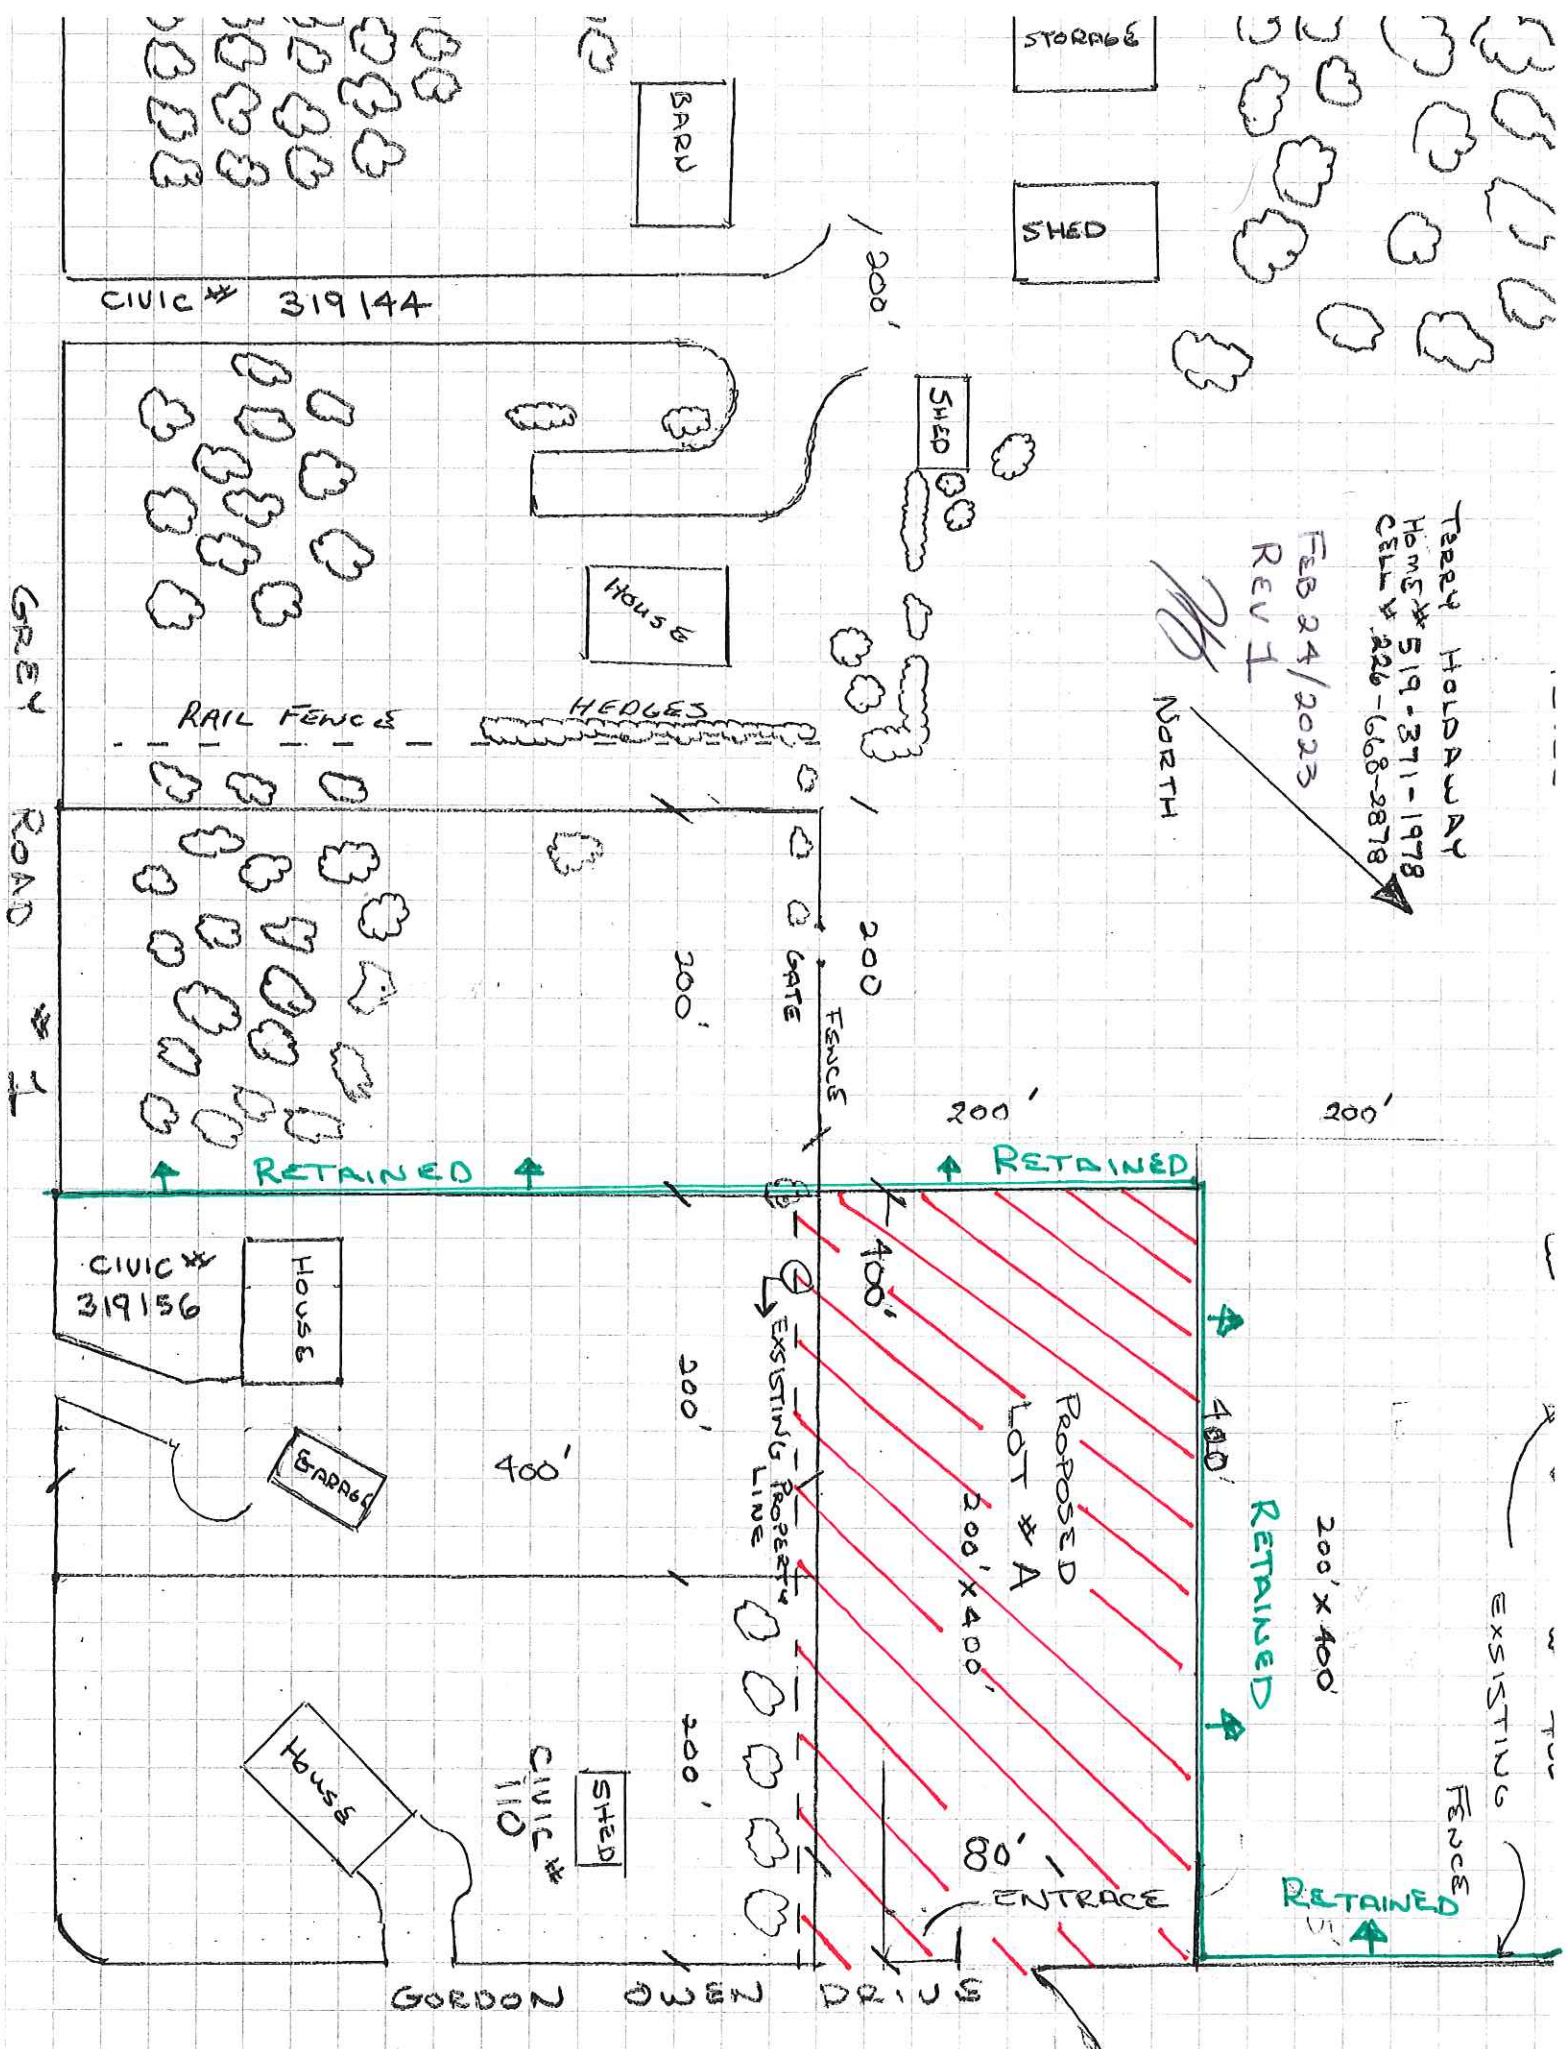 STORAGE
BARN
SHED
200'
CIVIC # 319144
SHED
TERRY HOLDAWAY
HOME # 519-371-1978
CELL # 226-668-2878
FEB 24/2023
REV 1
NORTH
HOUSE
RAIL FENCE
HEDGES
GREY ROAD # 1
200
200'
GATE
FENCE
200'
200'
RETAINED
RETAINED
CIVIC #
319156
HOUSE
400'
EXSISTING PROPERTY
LINE
200'
GARAGE
400'
PROPOSED
LOT # A
200' X 400'
400'
RETAINED
200' X 400'
EXSISTING
FENCE
HOUSE
CIVIC #
110
SHED
200'
80'
ENTRACE
RETAINED
GORDON OWEN DRIVE